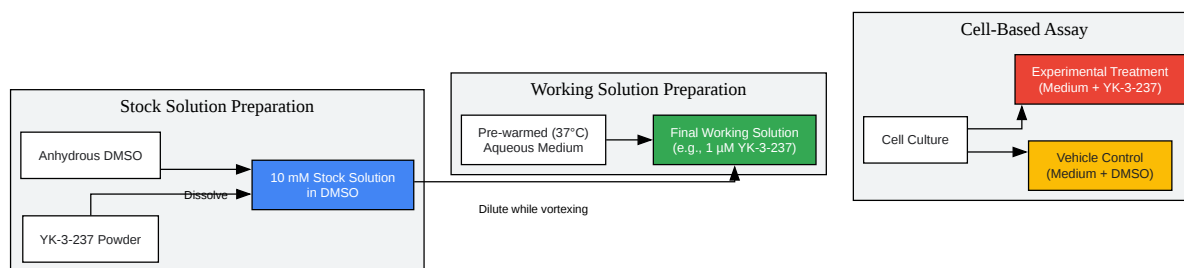 Stock Solution Preparation
Anhydrous DMSO
YK-3-237 Powder
Dissolve
10 mM Stock Solution
in DMSO
Working Solution Preparation
Pre-warmed (37°C)
Aqueous Medium
Final Working Solution
(e.g., 1 µM YK-3-237)
Dilute while vortexing
Cell-Based Assay
Cell Culture
Experimental Treatment
(Medium + YK-3-237)
Vehicle Control
(Medium + DMSO)